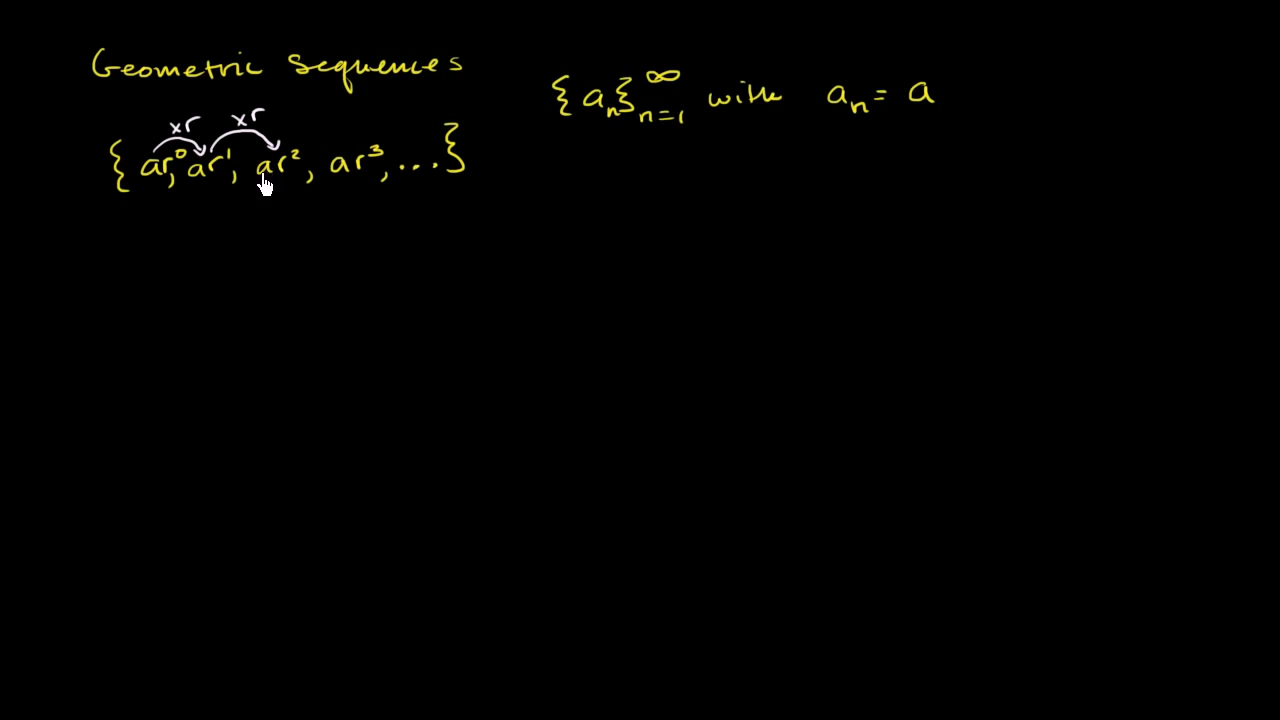 Geometric Sequences
{aₙ}ₙ₌₁^∞ with aₙ = a
×r ×r
{ ar⁰, ar¹, ar², ar³, ...}